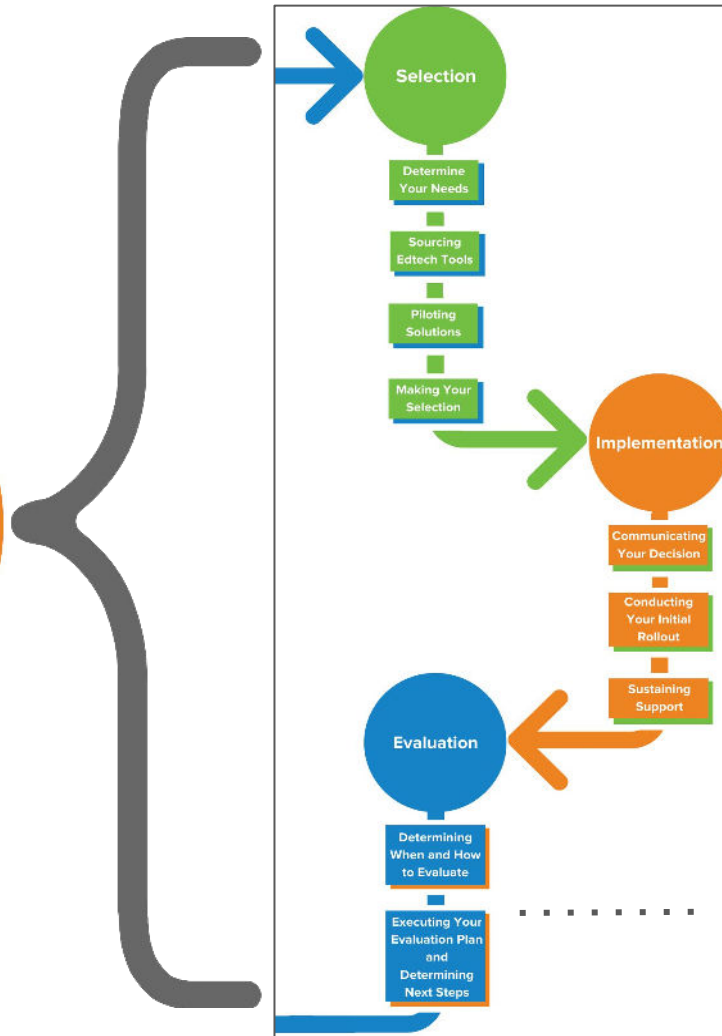 Selection
Determine
Your Needs
Sourcing
Edtech Tools
Piloting
Solutions
Making Your
Selection
Implementation
Communicating
Your Decision
Conducting
Your Initial
Rollout
Sustaining
Support
Evaluation
Determining
When and How
to Evaluate
Executing Your
Evaluation Plan
and
Determining
Next Steps